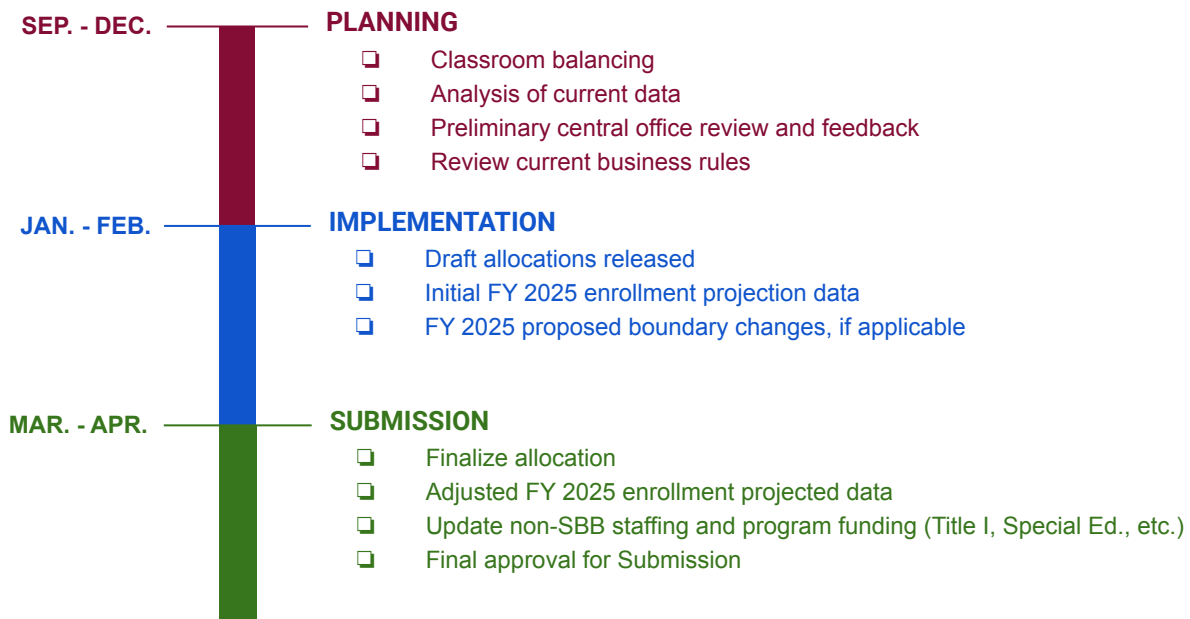 SEP. - DEC.
PLANNING
❏ Classroom balancing
❏ Analysis of current data
❏ Preliminary central office review and feedback
❏ Review current business rules
JAN. - FEB.
IMPLEMENTATION
❏ Draft allocations released
❏ Initial FY 2025 enrollment projection data
❏ FY 2025 proposed boundary changes, if applicable
MAR. - APR.
SUBMISSION
❏ Finalize allocation
❏ Adjusted FY 2025 enrollment projected data
❏ Update non-SBB staffing and program funding (Title I, Special Ed., etc.)
❏ Final approval for Submission